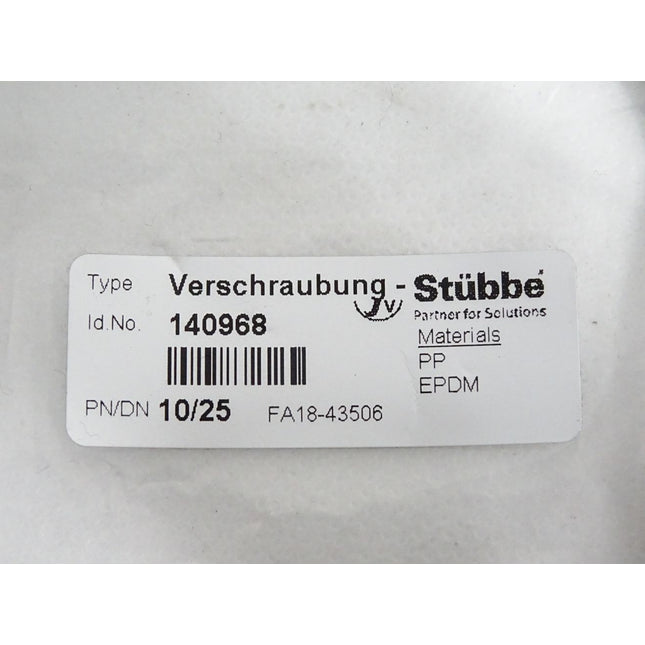 Type Verschraubung - Stübbe
Partner for Solutions
Id.No. 140968
Materials
PP
EPDM
PN/DN 10/25 FA18-43506